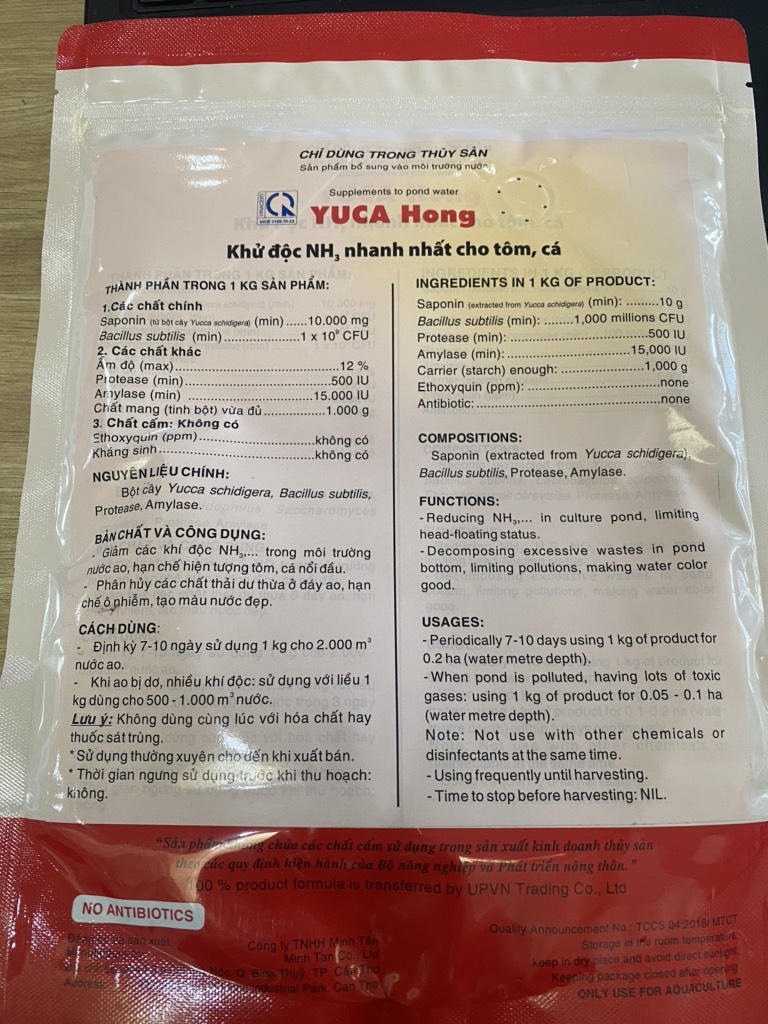 CHỈ DÙNG TRONG THỦY SẢN
Sản phẩm bổ sung vào môi trường nước
Supplements to pond water
YUCA Hong
Khử độc NH₃ nhanh nhất cho tôm, cá
THÀNH PHẦN TRONG 1 KG SẢN PHẨM:
1.Các chất chính
Saponin (từ bột cây Yucca schidigera) (min)......10.000 mg
Bacillus subtilis (min).....................1 x 10⁹ CFU
2. Các chất khác
Ẩm độ (max).........................................12 %
Protease (min)....................................500 IU
Amylase (min) ...............................15.000 IU
Chất mang (tinh bột) vừa đủ...............1.000 g
3. Chất cấm: Không có
Ethoxyquin (ppm)............................không có
Kháng sinh......................................không có
NGUYÊN LIỆU CHÍNH:
Bột cây Yucca schidigera, Bacillus subtilis,
Protease, Amylase.
BẢN CHẤT VÀ CÔNG DỤNG:
- Giảm các khí độc NH₃,... trong môi trường
nước ao, hạn chế hiện tượng tôm, cá nổi đầu.
- Phân hủy các chất thải dư thừa ở đáy ao, hạn
chế ô nhiễm, tạo màu nước đẹp.
CÁCH DÙNG:
- Định kỳ 7-10 ngày sử dụng 1 kg cho 2.000 m³
nước ao.
- Khi ao bị dơ, nhiều khí độc: sử dụng với liều 1
kg dùng cho 500 - 1.000 m³ nước.
Lưu ý: Không dùng cùng lúc với hóa chất hay
thuốc sát trùng.
* Sử dụng thường xuyên cho đến khi xuất bán.
* Thời gian ngưng sử dụng trước khi thu hoạch:
không.
INGREDIENTS IN 1 KG OF PRODUCT:
Saponin (extracted from Yucca schidigera) (min): .........10 g
Bacillus subtilis (min): ........1,000 millions CFU
Protease (min): ...................................500 IU
Amylase (min): ...............................15,000 IU
Carrier (starch) enough: .....................1,000 g
Ethoxyquin (ppm): ................................none
Antibiotic: .............................................none
COMPOSITIONS:
Saponin (extracted from Yucca schidigera),
Bacillus subtilis, Protease, Amylase.
FUNCTIONS:
- Reducing NH₃,... in culture pond, limiting
head-floating status.
- Decomposing excessive wastes in pond
bottom, limiting pollutions, making water color
good.
USAGES:
- Periodically 7-10 days using 1 kg of product for
0.2 ha (water metre depth).
- When pond is polluted, having lots of toxic
gases: using 1 kg of product for 0.05 - 0.1 ha
(water metre depth).
Note: Not use with other chemicals or
disinfectants at the same time.
- Using frequently until harvesting.
- Time to stop before harvesting: NIL.
"Sản phẩm không chứa các chất cấm sử dụng trong sản xuất kinh doanh thủy sản
theo các quy định hiện hành của Bộ nông nghiệp và Phát triển nông thôn."
100 % product formula is transferred by UPVN Trading Co., Ltd
NO ANTIBIOTICS
Công ty TNHH Minh Tân
Minh Tan Co., Ltd
Q. Bình Thuỷ, TP. Cần Thơ
Address: Industrial Park, Can Tho
Quality Announcement No.: TCCS 04:2018/ MTCT
Storage in the room temperature,
keep in dry place and avoid direct sunlight.
Keeping package closed after opening
ONLY USE FOR AQUACULTURE